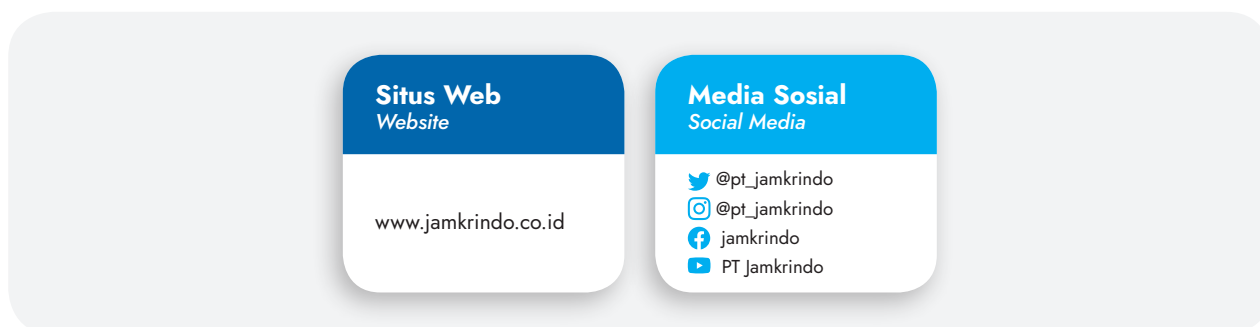 Situs Web
Website
www.jamkrindo.co.id
Media Sosial
Social Media
@pt_jamkrindo
@pt_jamkrindo
jamkrindo
PT Jamkrindo